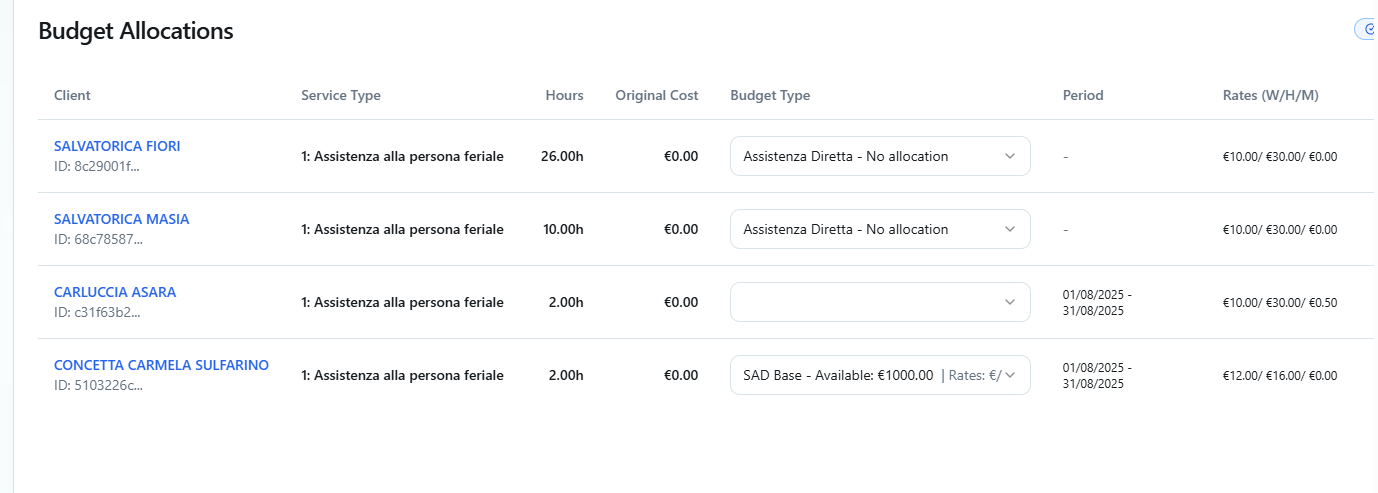 Budget Allocations
Client Service Type Hours Original Cost Budget Type Period Rates (W/H/M)
SALVATORICA FIORI
ID: 8c29001f...
1: Assistenza alla persona feriale 26.00h €0.00 Assistenza Diretta - No allocation - €10.00/ €30.00/ €0.00
SALVATORICA MASIA
ID: 68c78587...
1: Assistenza alla persona feriale 10.00h €0.00 Assistenza Diretta - No allocation - €10.00/ €30.00/ €0.00
CARLUCCIA ASARA
ID: c31f63b2...
1: Assistenza alla persona feriale 2.00h €0.00
01/08/2025 -
31/08/2025
€10.00/ €30.00/ €0.50
CONCETTA CARMELA SULFARINO
ID: 5103226c...
1: Assistenza alla persona feriale 2.00h €0.00 SAD Base - Available: €1000.00 | Rates: €/
01/08/2025 -
31/08/2025
€12.00/ €16.00/ €0.00